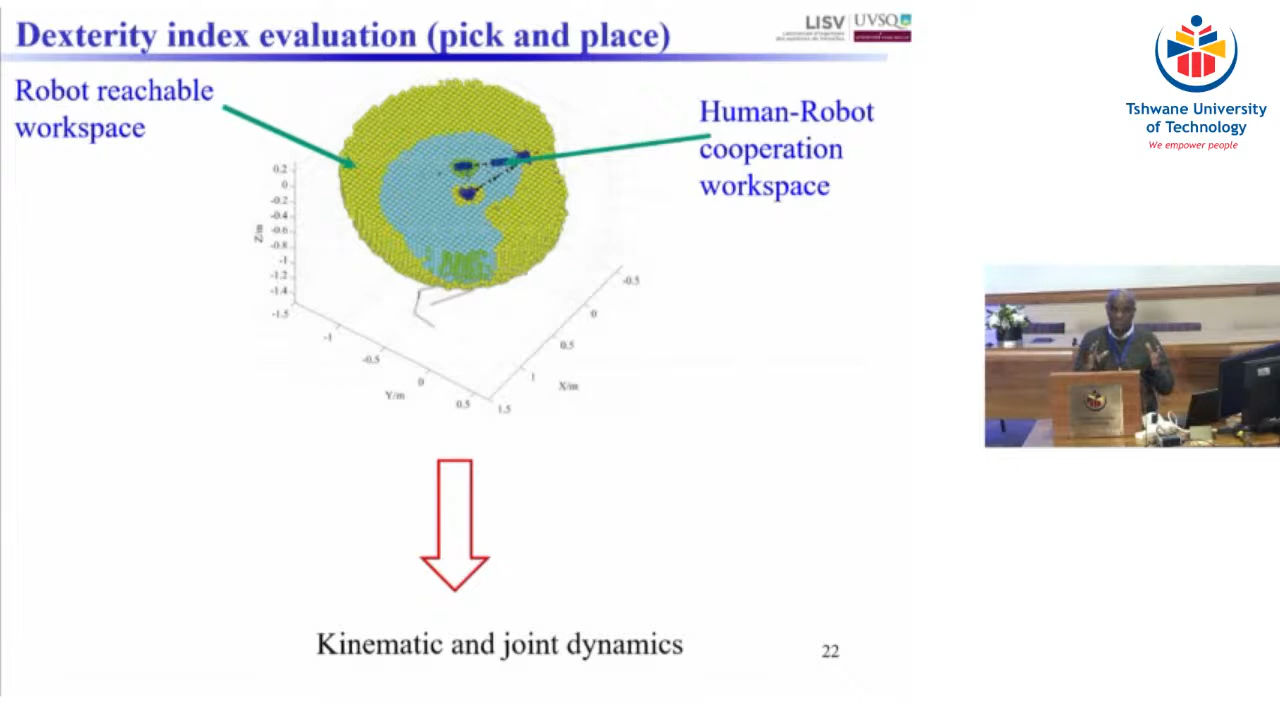 Dexterity index evaluation (pick and place)
LISV UVSQ
Robot reachable
workspace
Human-Robot
cooperation
workspace
0.2
0
-0.2
-0.4
-0.6
-0.8
-1
-1.2
-1.4
Z/m
-1.5
-1
-0.5
0
0.5
Y/m
-0.5
0
0.5
1
1.5
X/m
Kinematic and joint dynamics
22
Tshwane University
of Technology
We empower people